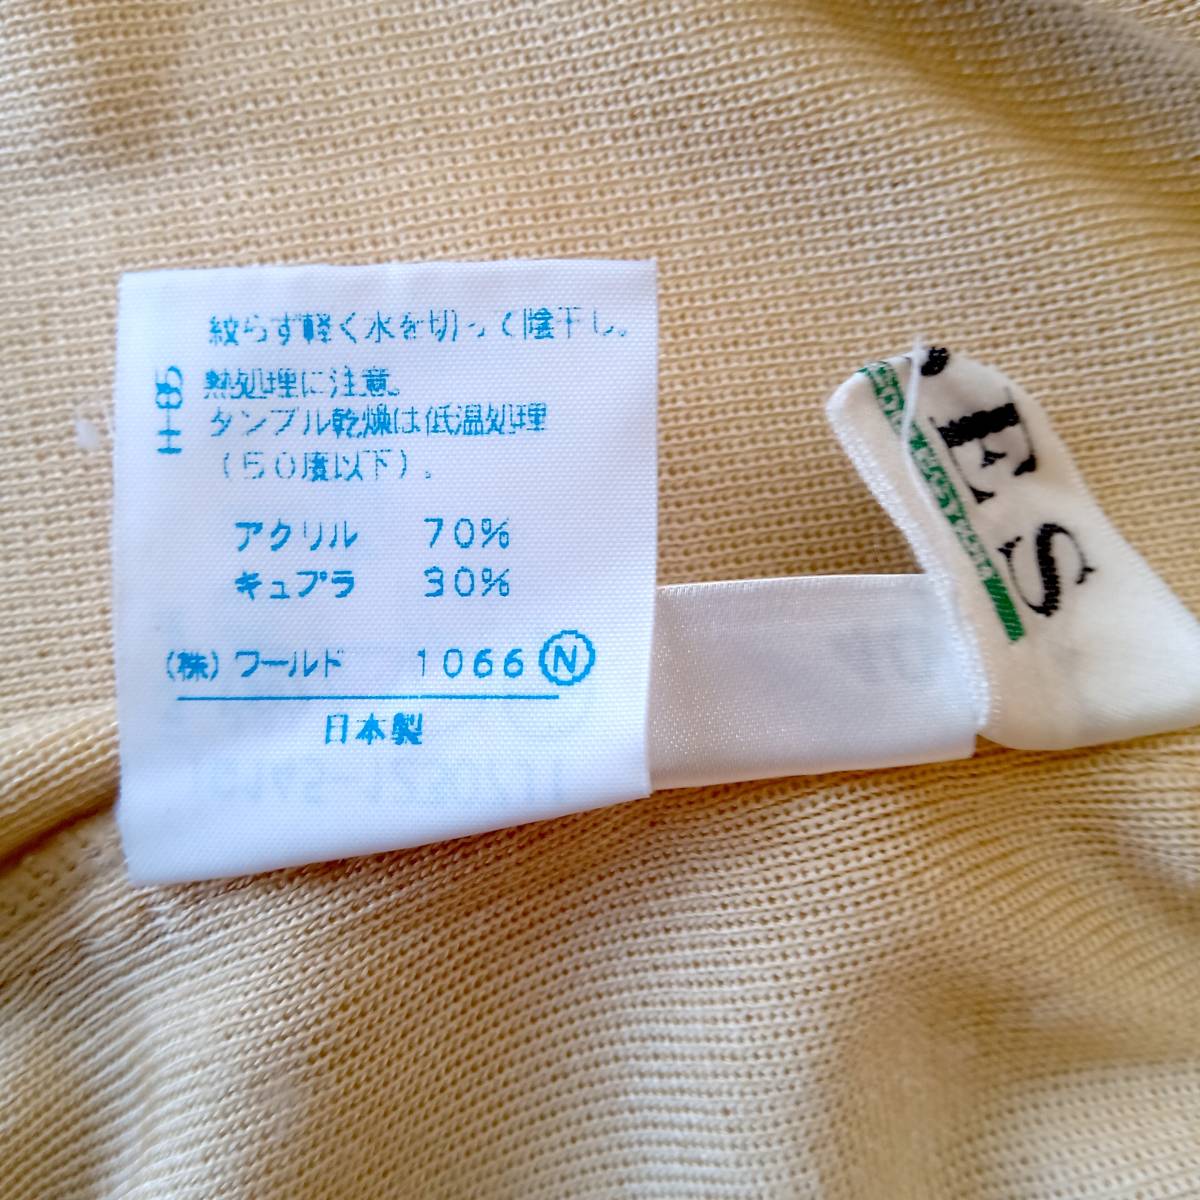 絞らず軽く水を切って陰干し。
熱処理に注意。
タンブル乾燥は低温処理
(50度以下)。
H-85
アクリル 70%
キュプラ 30%
(株) ワールド 1066 N
日本製
ES